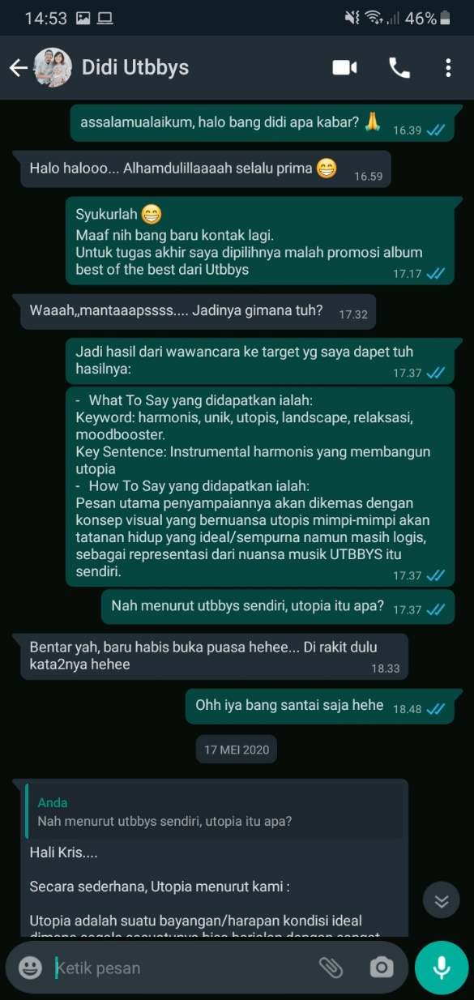 14:53
46%
Didi Utbbys
assalamualaikum, halo bang didi apa kabar? 🙏 16.39
Halo halooo... Alhamdulillaaaah selalu prima 😁 16.59
Syukurlah 😁
Maaf nih bang baru kontak lagi.
Untuk tugas akhir saya dipilihnya malah promosi album
best of the best dari Utbbys 17.17
Waaah,,mantaaapssss.... Jadinya gimana tuh? 17.32
Jadi hasil dari wawancara ke target yg saya dapet tuh
hasilnya: 17.37
- What To Say yang didapatkan ialah:
Keyword: harmonis, unik, utopis, landscape, relaksasi,
moodbooster.
Key Sentence: Instrumental harmonis yang membangun
utopia
- How To Say yang didapatkan ialah:
Pesan utama penyampaiannya akan dikemas dengan
konsep visual yang bernuansa utopis mimpi-mimpi akan
tatanan hidup yang ideal/sempurna namun masih logis,
sebagai representasi dari nuansa musik UTBBYS itu
sendiri. 17.37
Nah menurut utbbys sendiri, utopia itu apa? 17.37
Bentar yah, baru habis buka puasa hehee... Di rakit dulu
kata2nya hehee 18.33
Ohh iya bang santai saja hehe 18.48
17 MEI 2020
Anda
Nah menurut utbbys sendiri, utopia itu apa?
Hali Kris....
Secara sederhana, Utopia menurut kami :
Utopia adalah suatu bayangan/harapan kondisi ideal
Ketik pesan